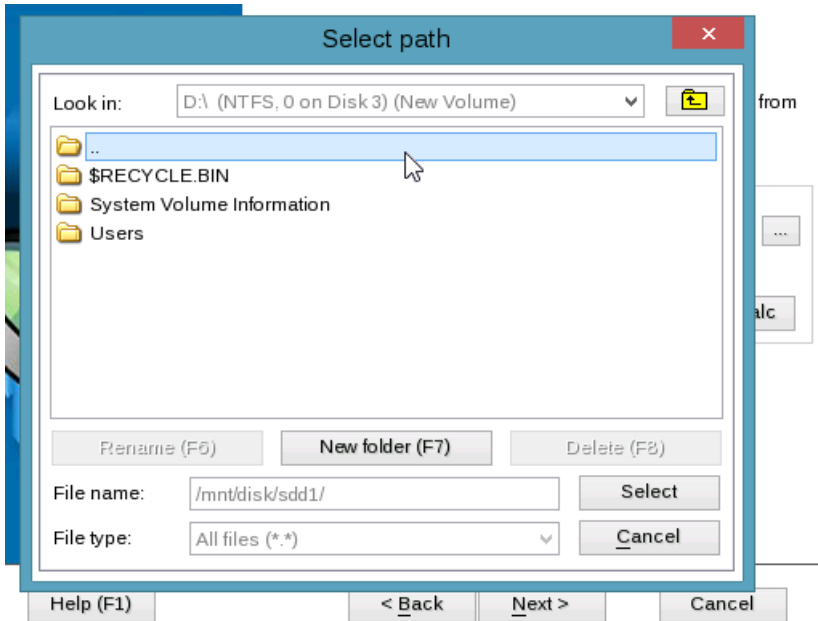 Select path
Look in:
D:\ (NTFS, 0 on Disk 3) (New Volume)
from
..
$RECYCLE.BIN
System Volume Information
Users
...
alc
Rename (F6)
New folder (F7)
Delete (F8)
File name:
/mnt/disk/sdd1/
Select
File type:
All files (*.*)
Cancel
Help (F1)
< Back
Next >
Cancel